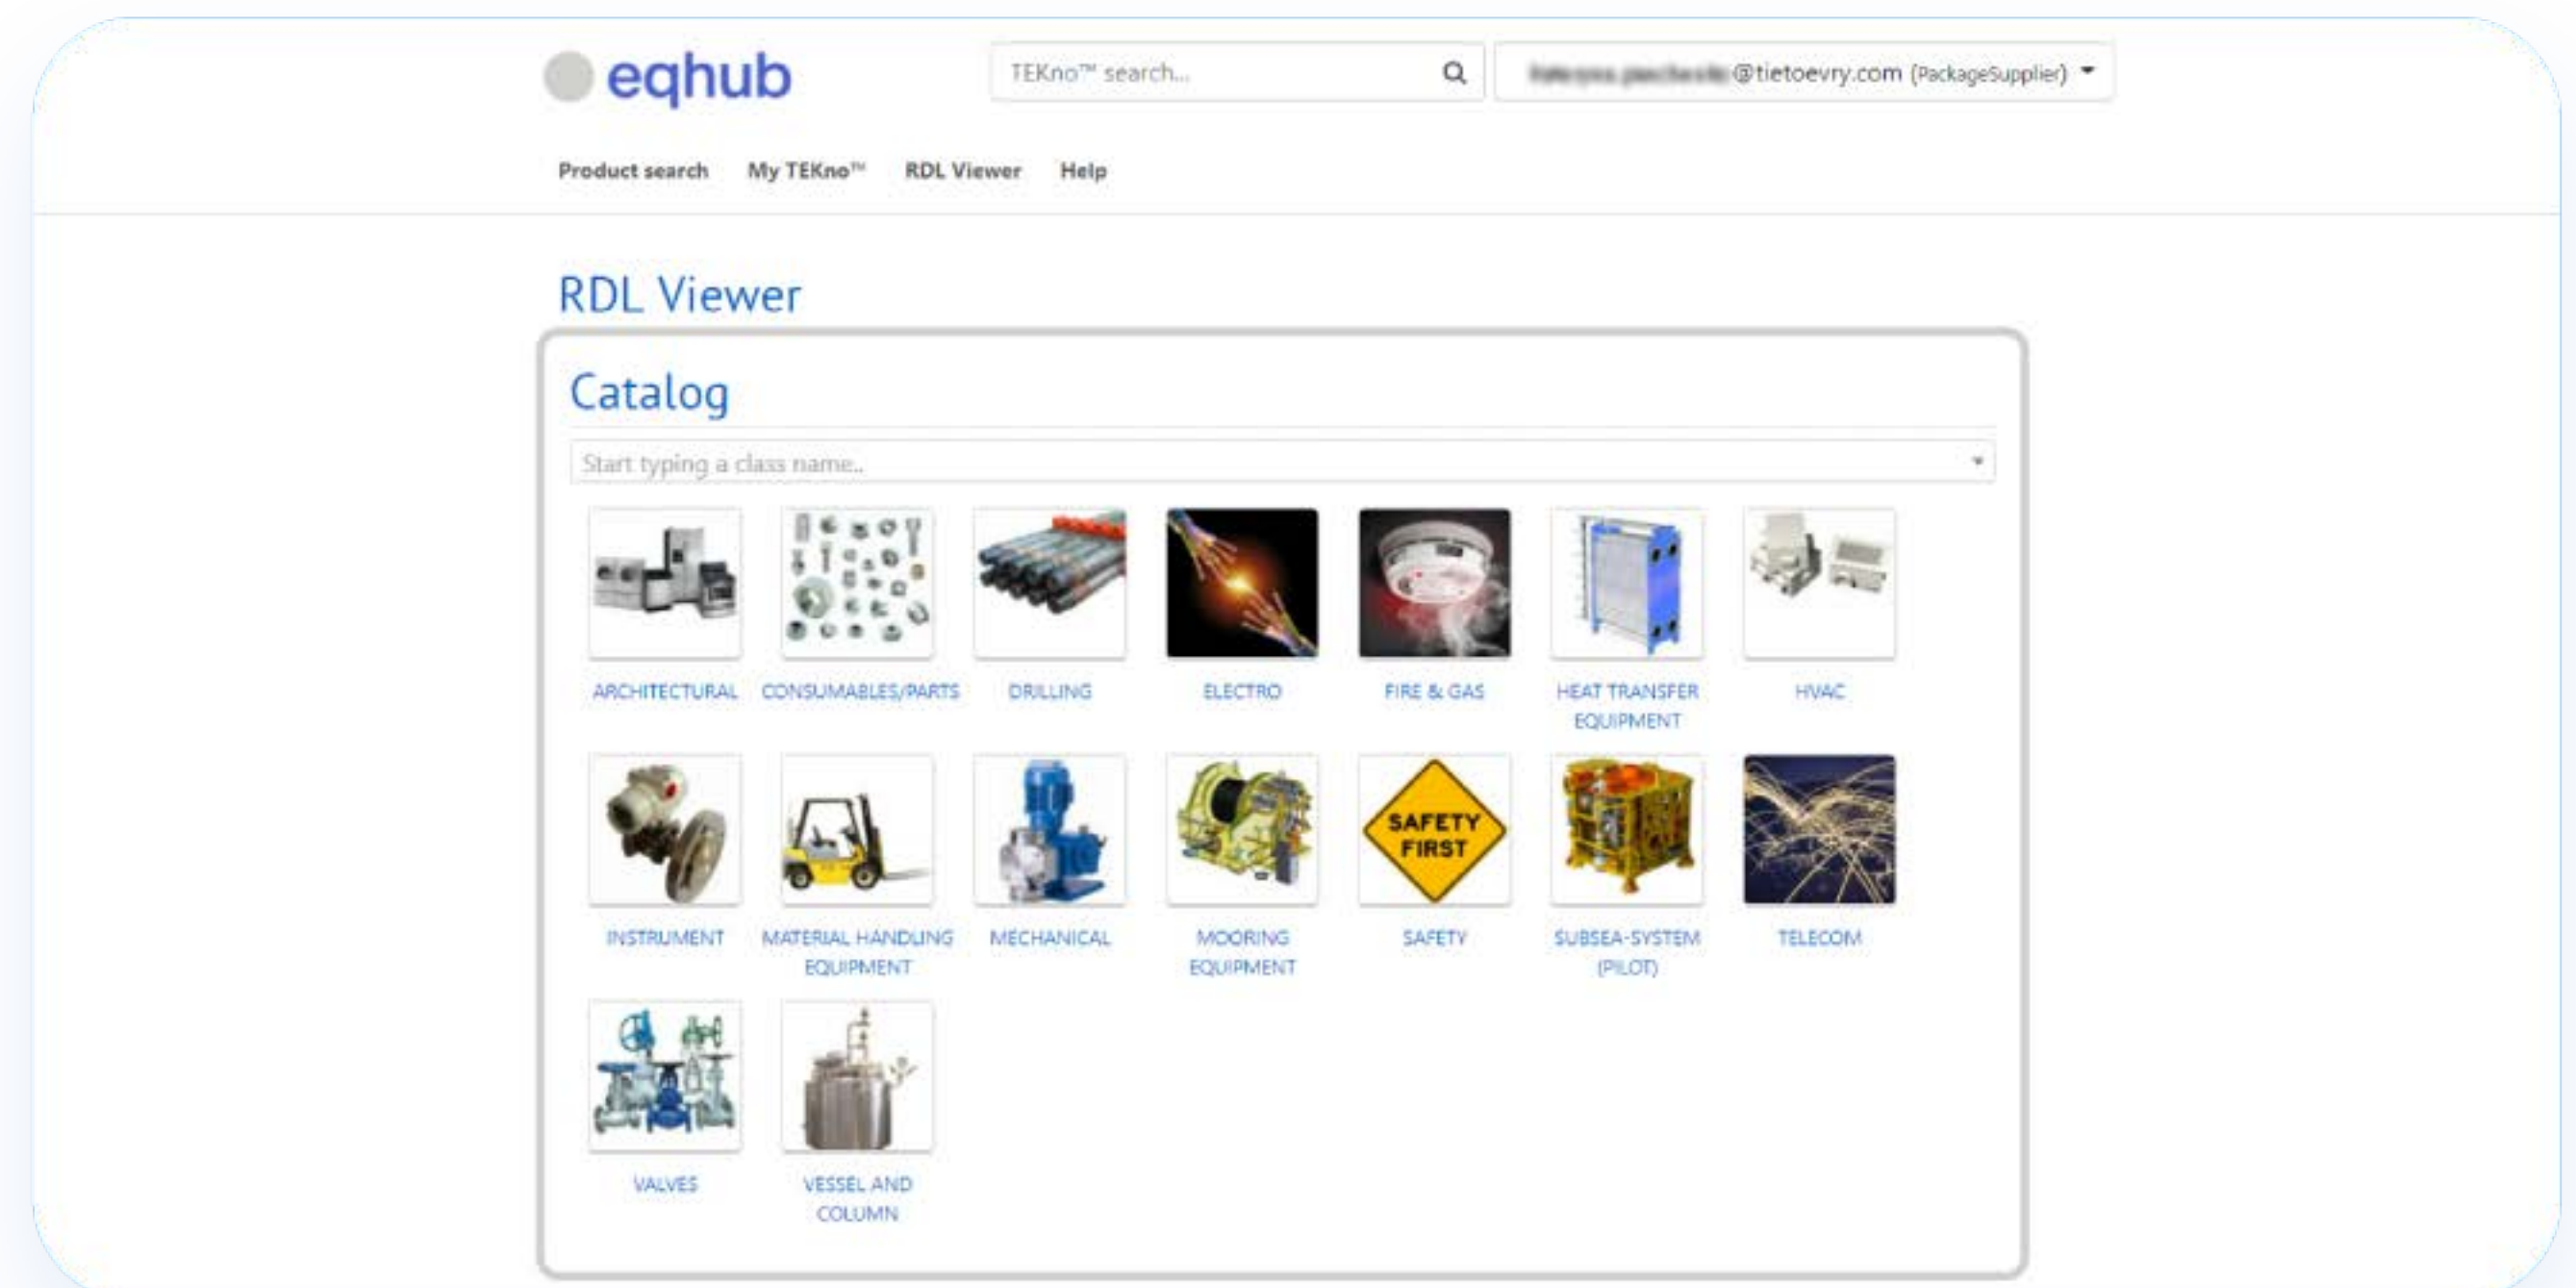 eqhub
TEKno™ search...
@tietoevry.com (PackageSupplier)
Product search My TEKno™ RDL Viewer Help
RDL Viewer
Catalog
Start typing a class name..
ARCHITECTURAL CONSUMABLES/PARTS DRILLING ELECTRO FIRE & GAS HEAT TRANSFER HVAC
EQUIPMENT
SAFETY
FIRST
INSTRUMENT MATERIAL HANDLING MECHANICAL MOORING SAFETY SUBSEA-SYSTEM TELECOM
EQUIPMENT EQUIPMENT (PILOT)
VALVES VESSEL AND
COLUMN